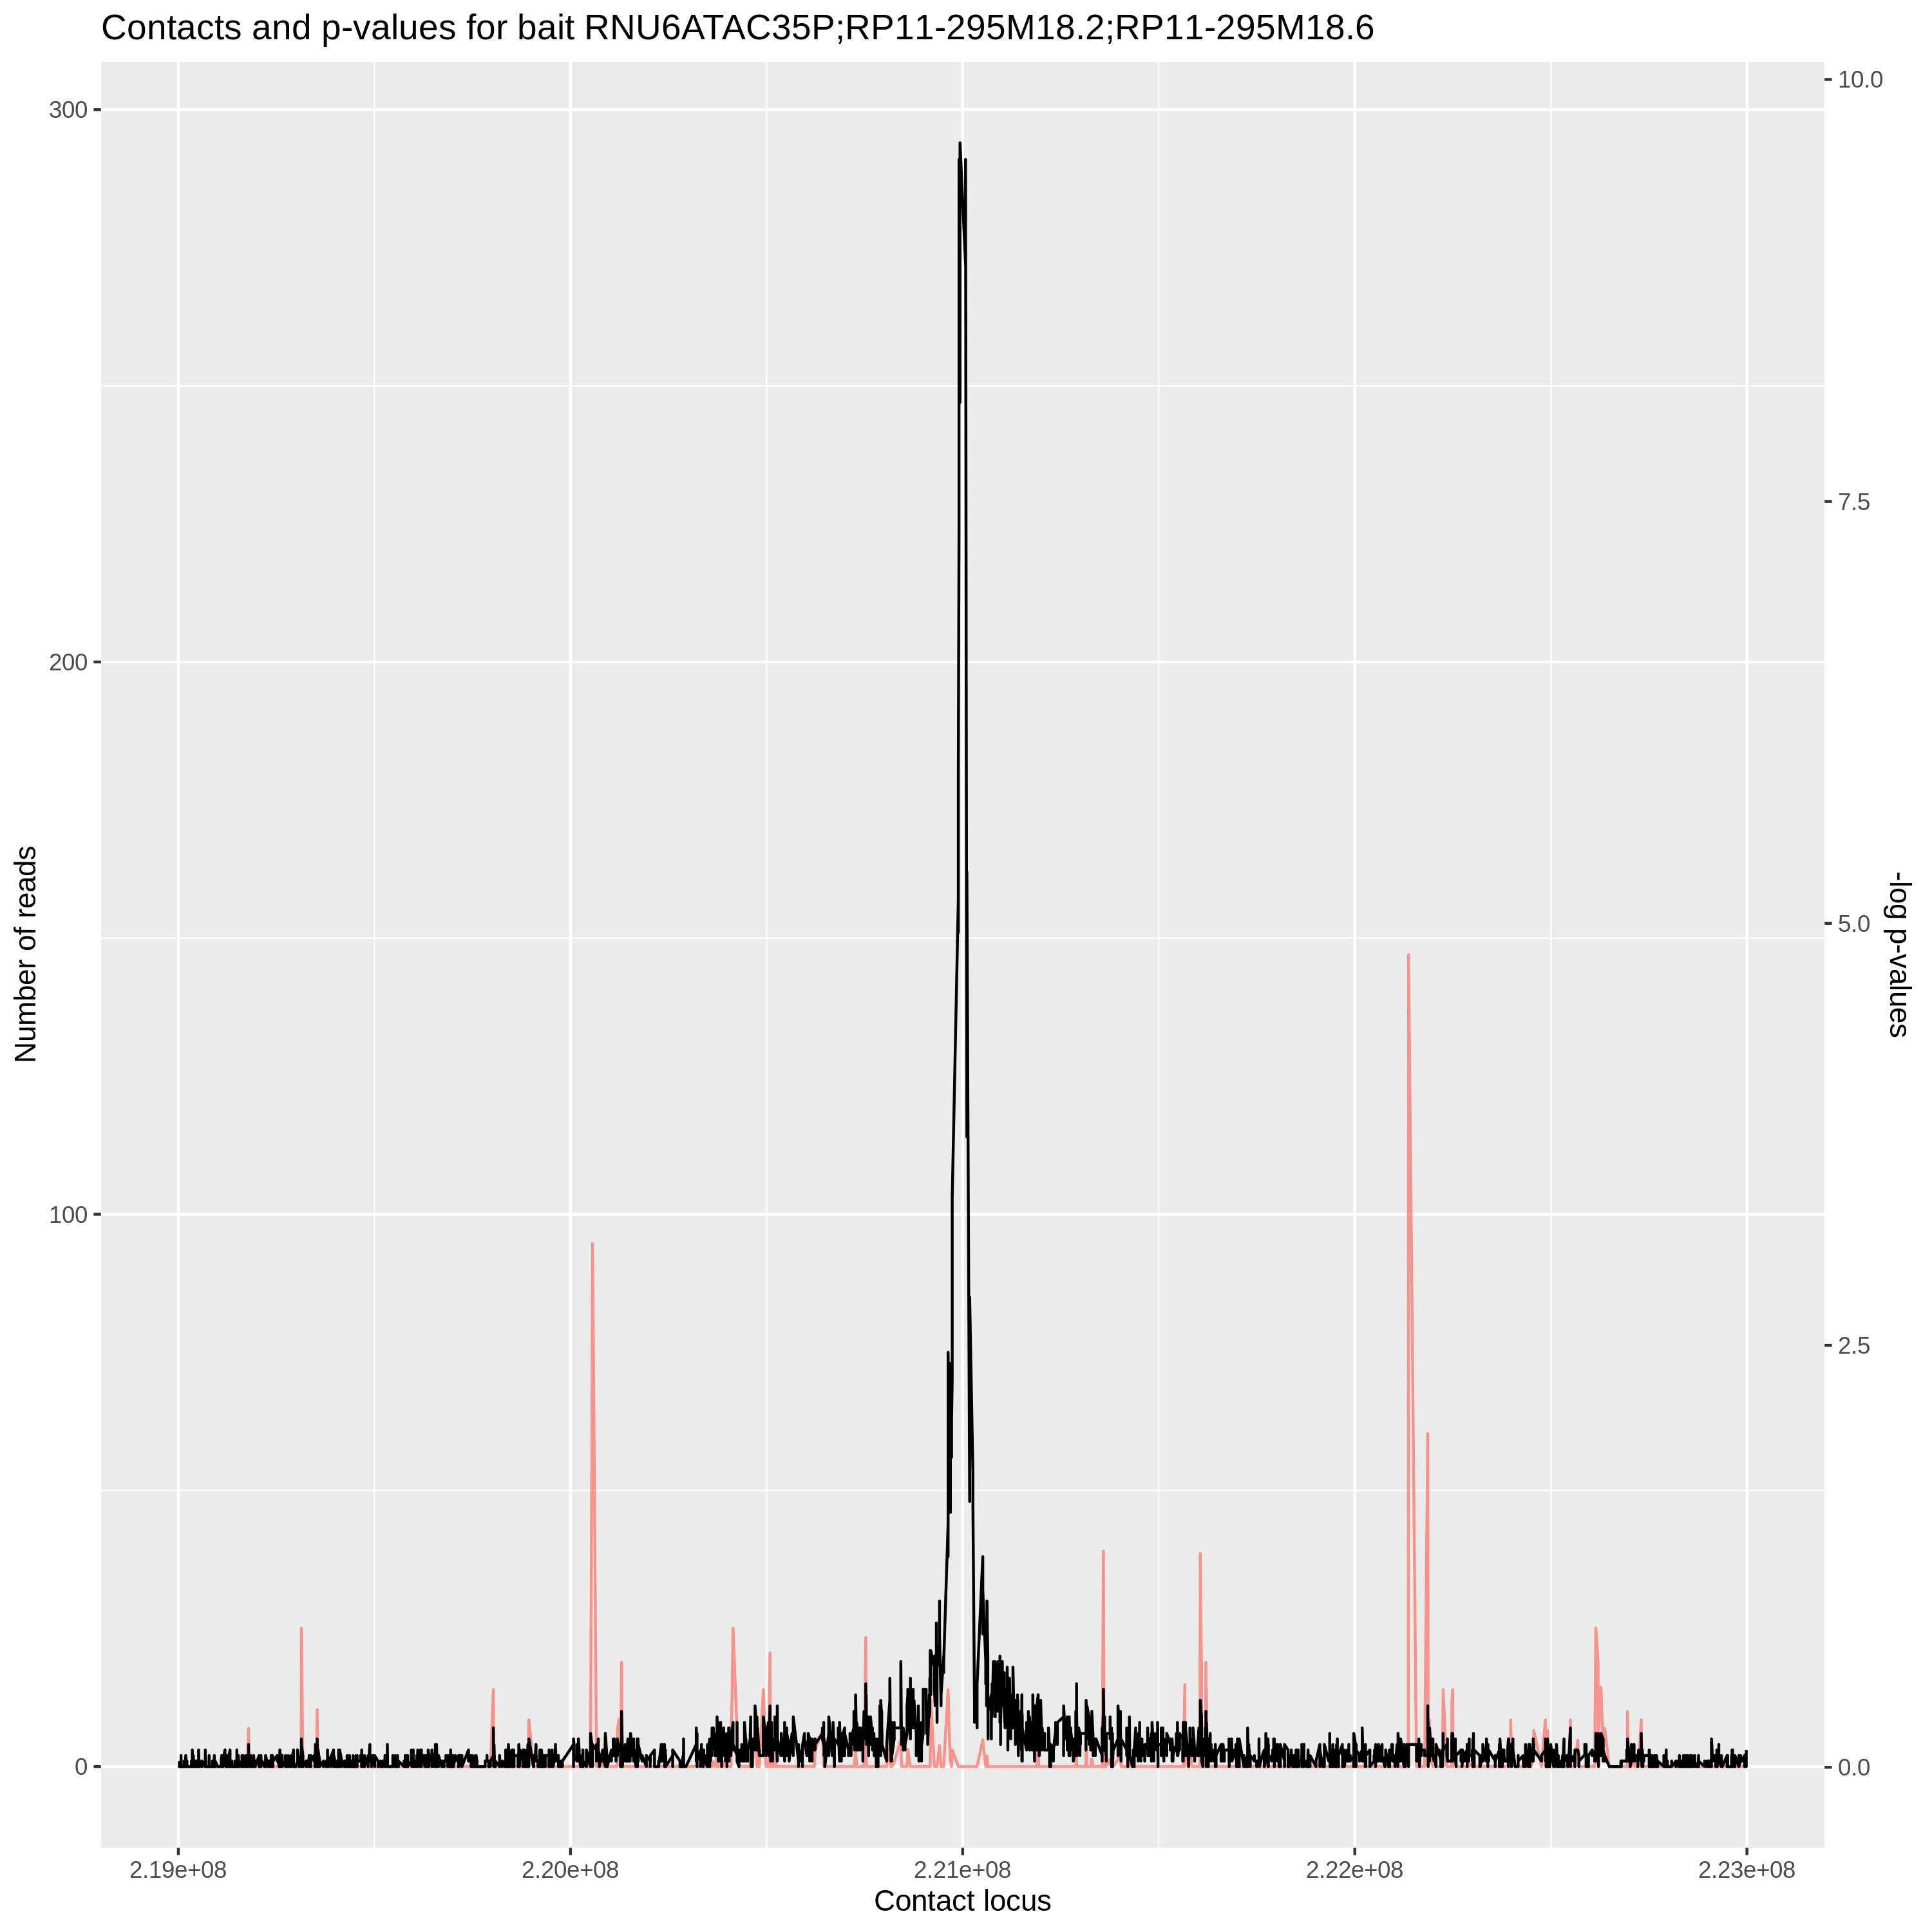 Contacts and p-values for bait RNU6ATAC35P;RP11-295M18.2;RP11-295M18.6
300
200
100
0
Number of reads
10.0
7.5
5.0
2.5
0.0
-log p-values
2.19e+08
2.20e+08
2.21e+08
2.22e+08
2.23e+08
Contact locus